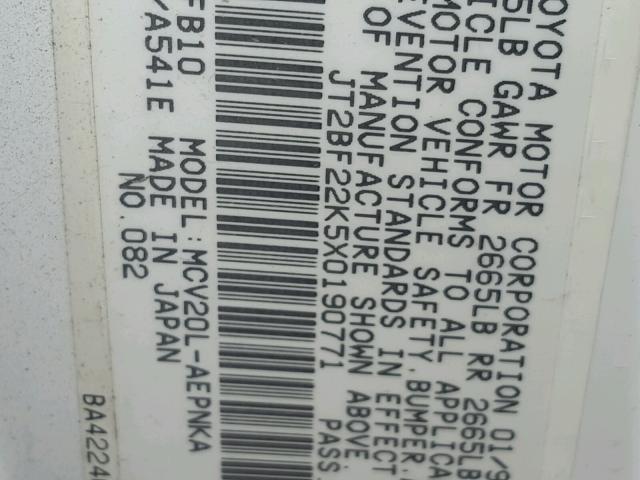 TOYOTA MOTOR CORPORATION 01/9
5LB GAWR FR 2665LB RR 2665LB
ICLE CONFORMS TO ALL APPLICA
MOTOR VEHICLE SAFETY, BUMPER,
EVENTION STANDARDS IN EFFECT
OF MANUFACTURE SHOWN ABOVE.
JT2BF22K5X0190771 PASS.
FB10 MODEL:MCV20L-AEPNKA
/A541E MADE IN JAPAN
NO.082
BA4224